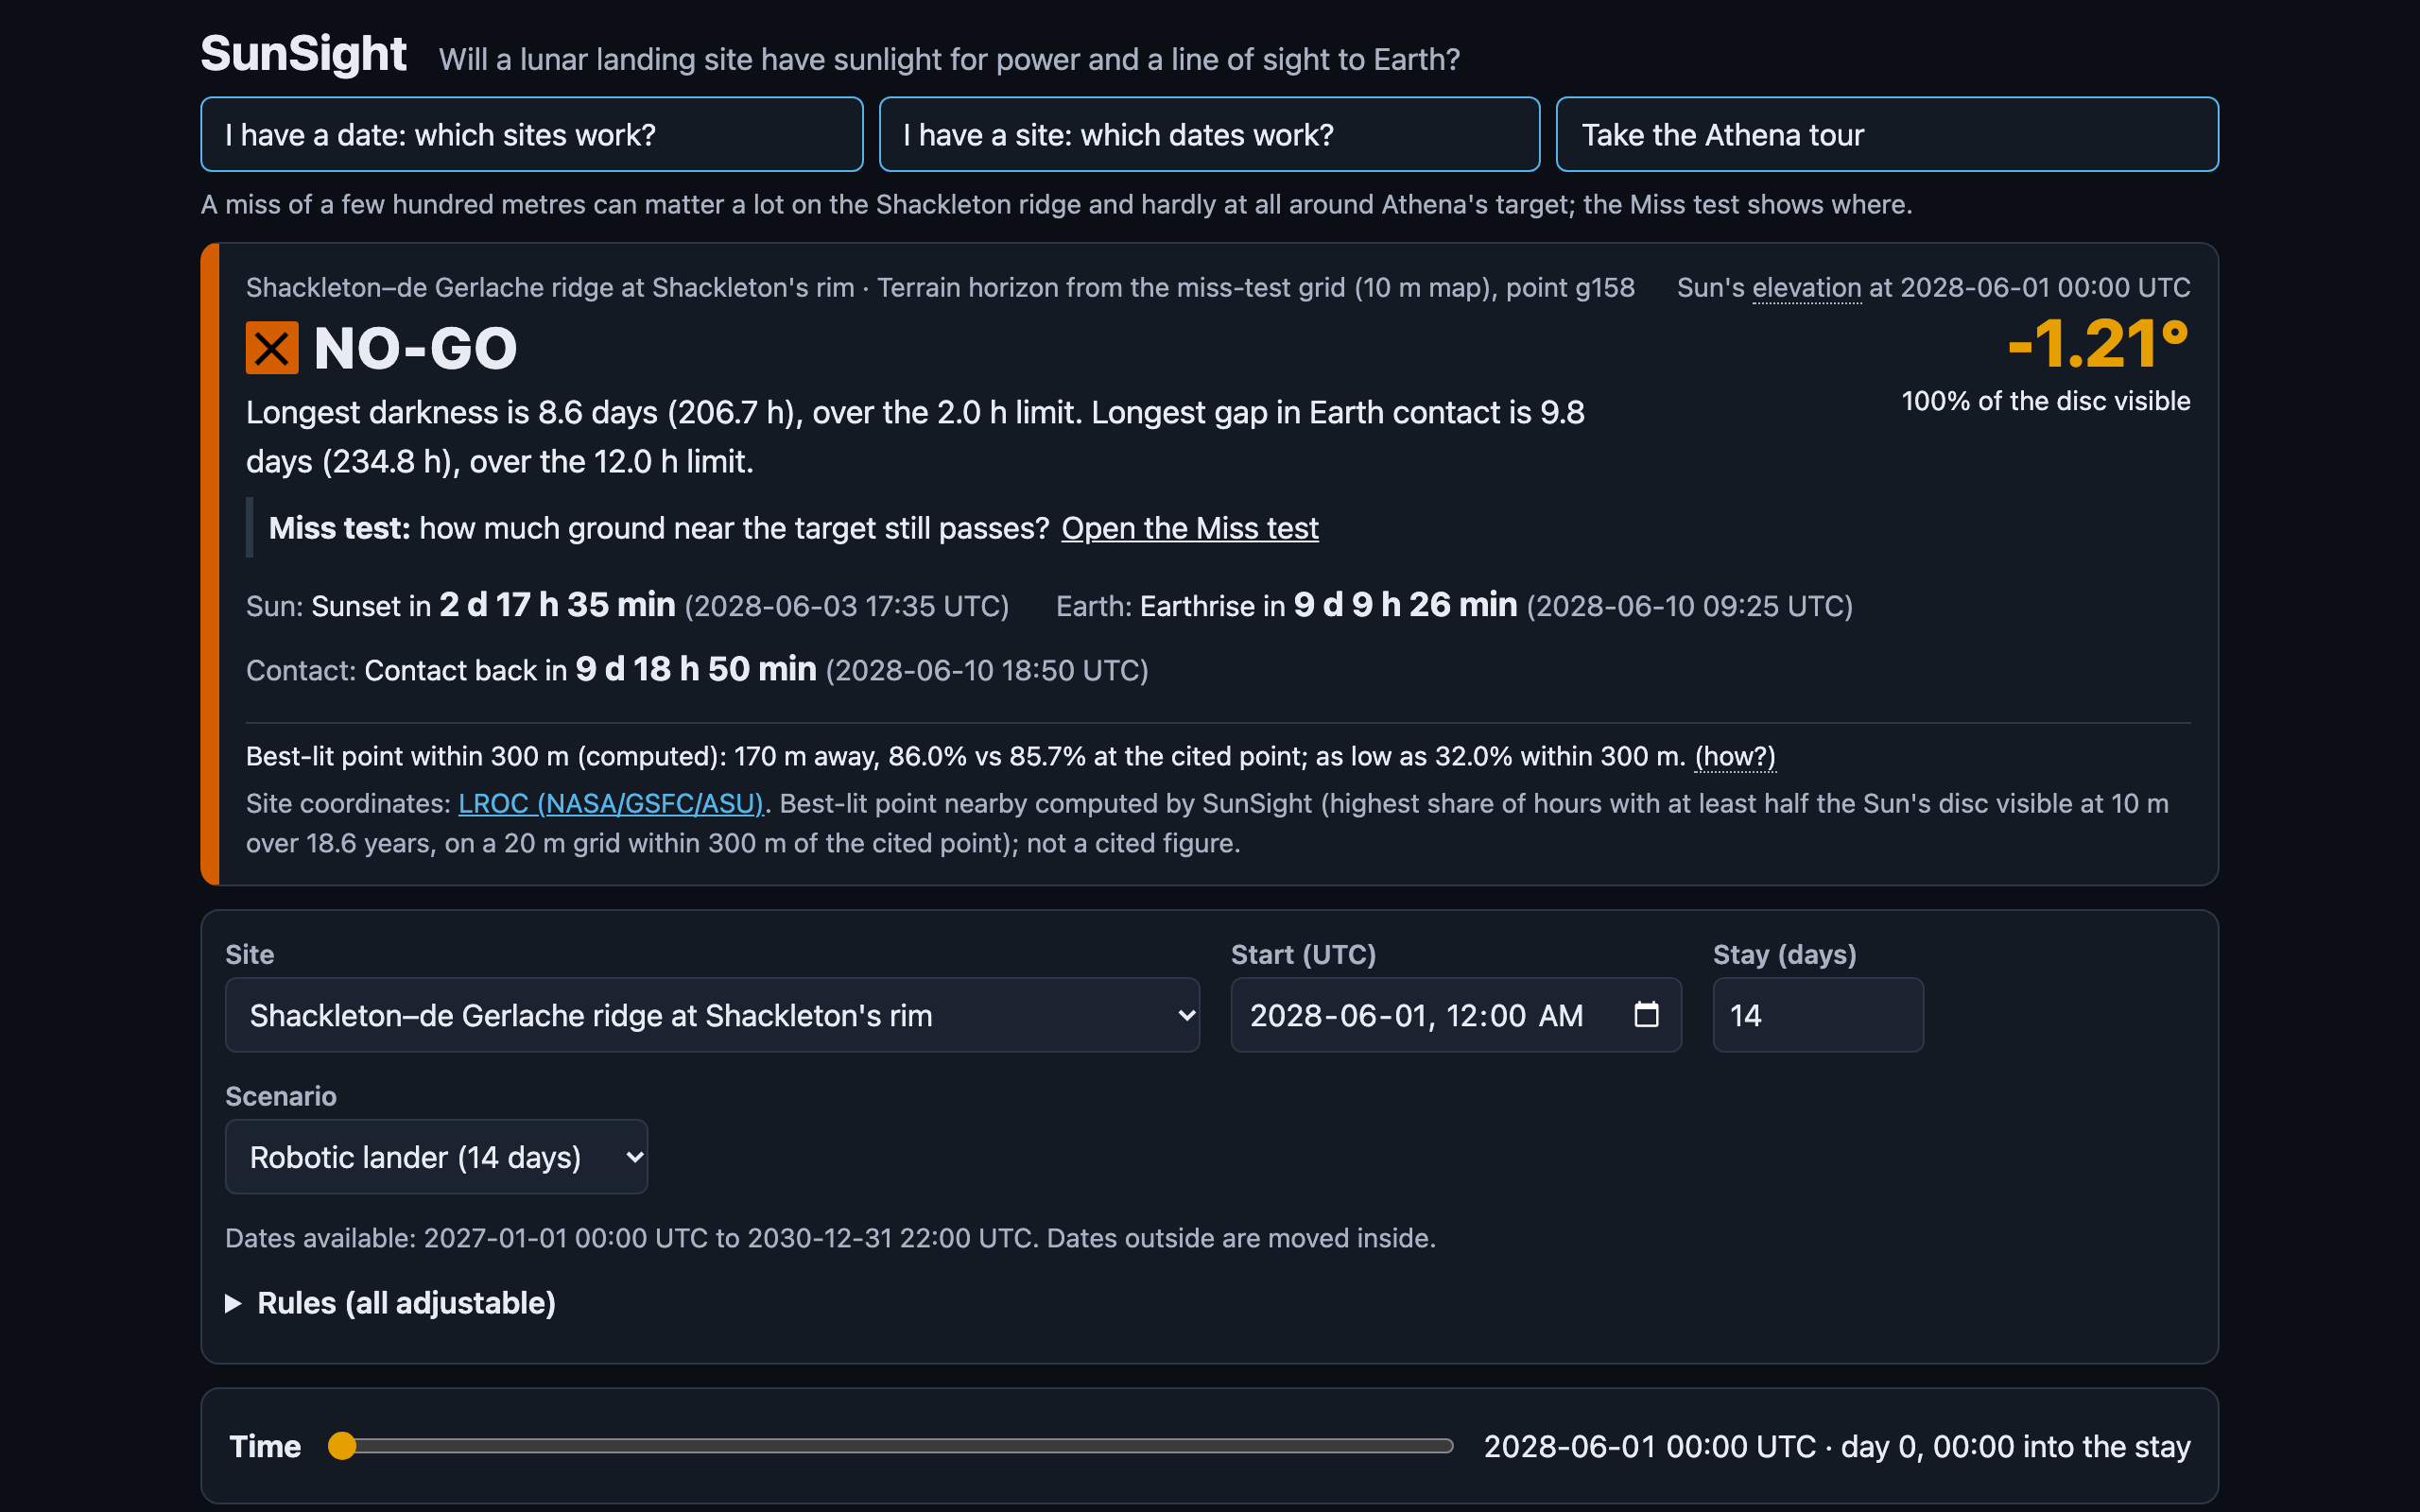 SunSight Will a lunar landing site have sunlight for power and a line of sight to Earth?
I have a date: which sites work?
I have a site: which dates work?
Take the Athena tour
A miss of a few hundred metres can matter a lot on the Shackleton ridge and hardly at all around Athena's target; the Miss test shows where.
Shackleton–de Gerlache ridge at Shackleton's rim · Terrain horizon from the miss-test grid (10 m map), point g158
NO-GO
Longest darkness is 8.6 days (206.7 h), over the 2.0 h limit. Longest gap in Earth contact is 9.8
days (234.8 h), over the 12.0 h limit.
Sun's elevation at 2028-06-01 00:00 UTC
-1.21°
100% of the disc visible
Miss test: how much ground near the target still passes? Open the Miss test
Sun: Sunset in 2 d 17 h 35 min (2028-06-03 17:35 UTC) Earth: Earthrise in 9 d 9 h 26 min (2028-06-10 09:25 UTC)
Contact: Contact back in 9 d 18 h 50 min (2028-06-10 18:50 UTC)
Best-lit point within 300 m (computed): 170 m away, 86.0% vs 85.7% at the cited point; as low as 32.0% within 300 m. (how?)
Site coordinates: LROC (NASA/GSFC/ASU). Best-lit point nearby computed by SunSight (highest share of hours with at least half the Sun's disc visible at 10 m
over 18.6 years, on a 20 m grid within 300 m of the cited point); not a cited figure.
Site
Shackleton–de Gerlache ridge at Shackleton's rim
Start (UTC)
2028-06-01, 12:00 AM
Stay (days)
14
Scenario
Robotic lander (14 days)
Dates available: 2027-01-01 00:00 UTC to 2030-12-31 22:00 UTC. Dates outside are moved inside.
Rules (all adjustable)
Time
2028-06-01 00:00 UTC · day 0, 00:00 into the stay